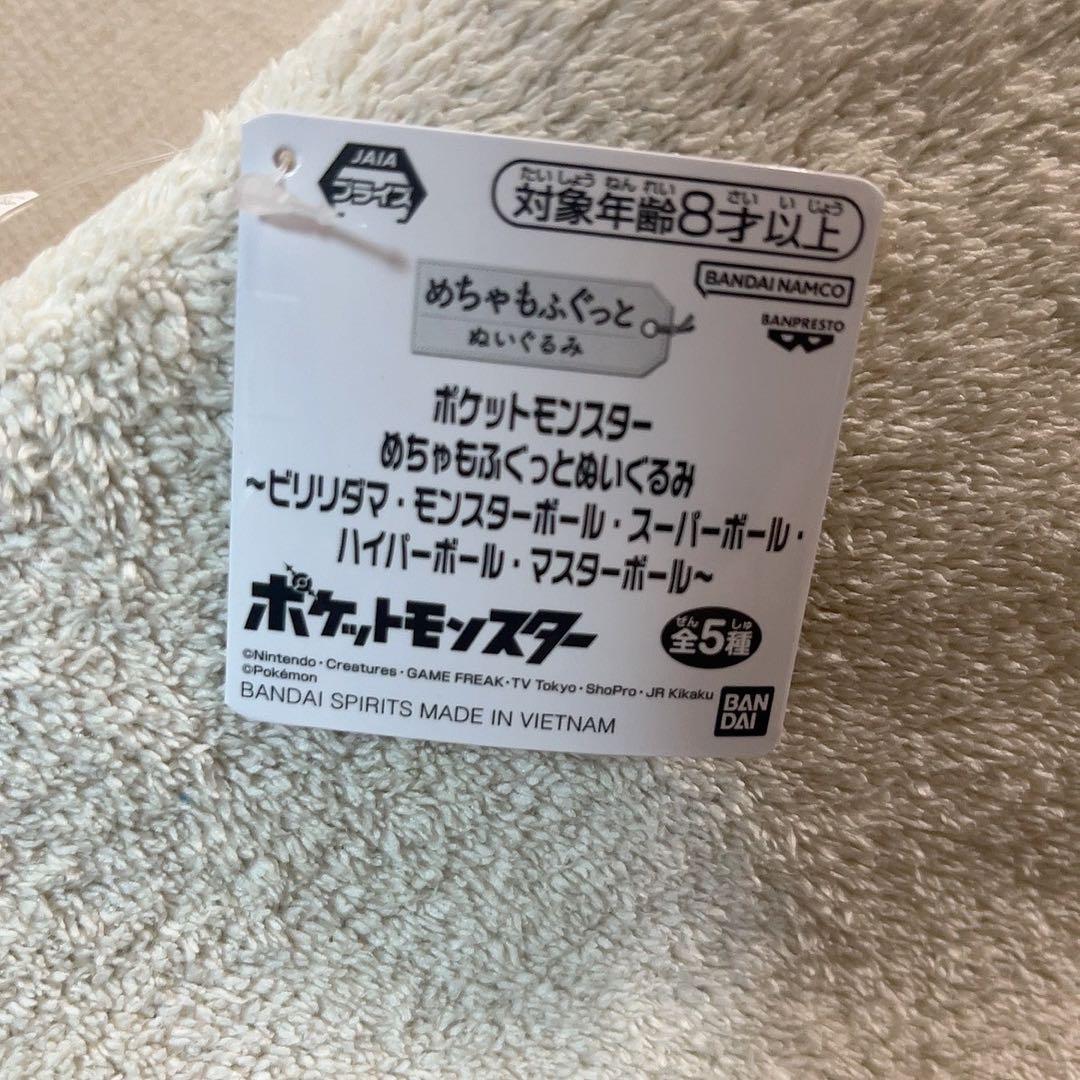 JAIA
プライズ
たいしょうねんれい さいいじょう
対象年齢8才以上
BANDAI NAMCO
BANPRESTO
めちゃもふぐっと
ぬいぐるみ
ポケットモンスター
めちゃもふぐっとぬいぐるみ
~ビリリダマ・モンスターボール・スーパーボール・
ハイパーボール・マスターボール~
ポケットモンスター
ぜん しゅ
全5種
©Nintendo・Creatures・GAME FREAK・TV Tokyo・ShoPro・JR Kikaku
©Pokémon
BANDAI SPIRITS MADE IN VIETNAM
BAN
DAI